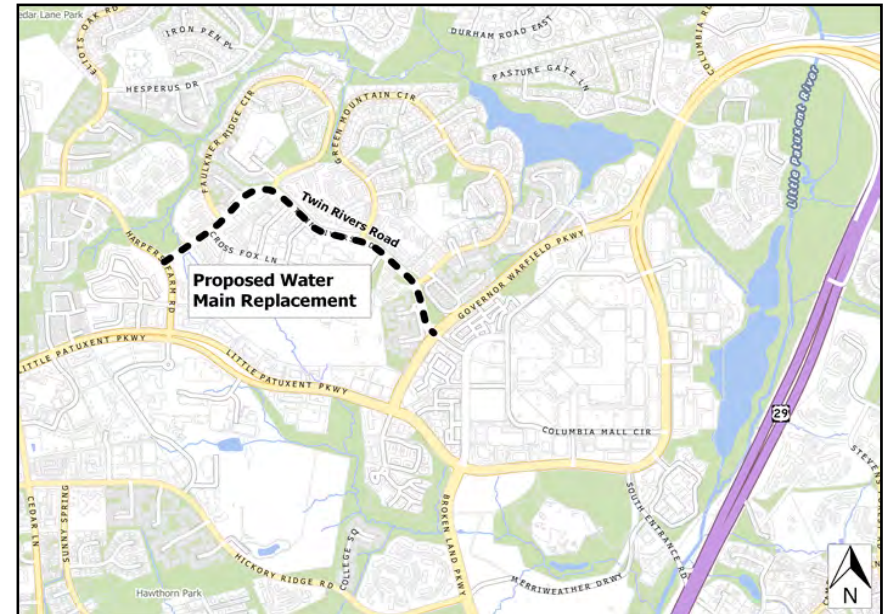 edar Lane Park
ELIOTS OAK RD
IRON PEN PL
DURHAM ROAD EAST
COLUMBIA RD
HESPERUS DR
PASTURE GATE LN
Little Patuxent River
FAULKNER RIDGE CIR
GREEN MOUNTAIN CIR
Twin Rivers Road
HARPERS FARM RD
CROSS FOX LN
Proposed Water
Main Replacement
GOVERNOR WARFIELD PKWY
LITTLE PATUXENT PKWY
LITTLE PATUXENT PKWY
29
COLUMBIA MALL CIR
CEDAR LN
SUNNY SPRING
BROKEN LAND PKWY
SOUTH ENTRANCE RD
COLLEGE SQ
HICKORY RIDGE RD
MERRIWEATHER DRWY
Hawthorn Park
N